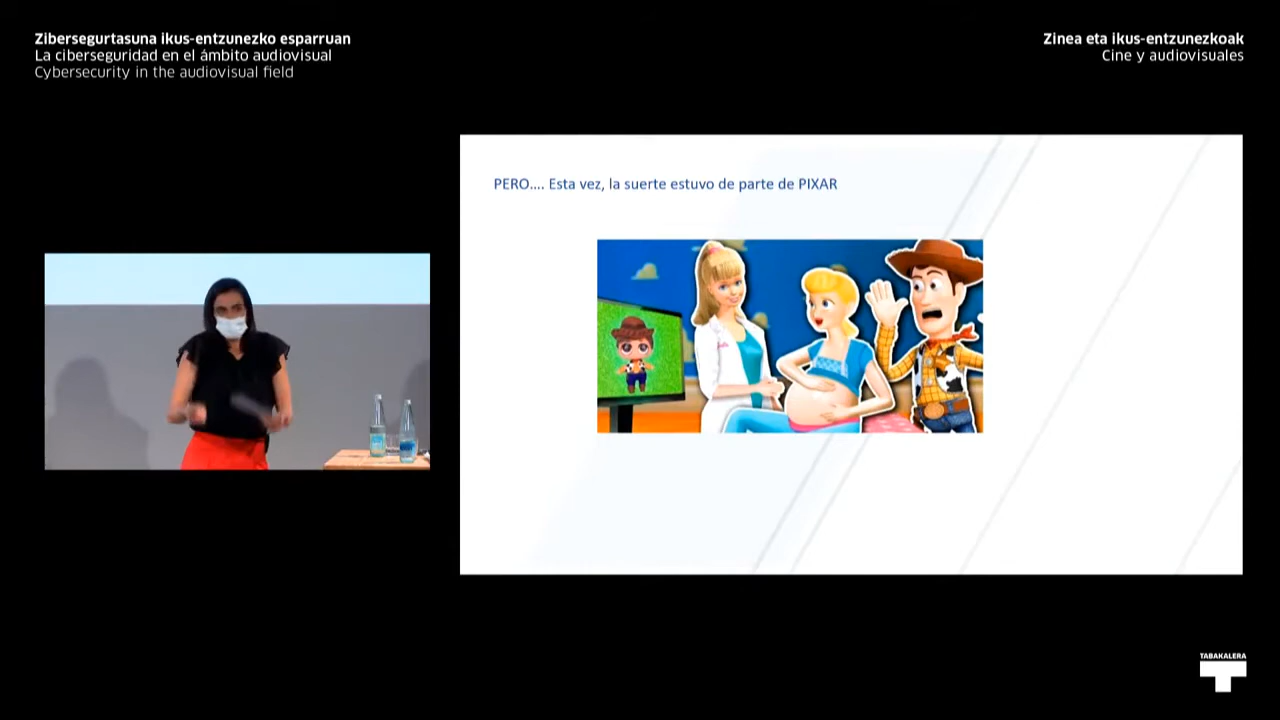 Zibersegurtasuna ikus-entzunezko esparruan
La ciberseguridad en el ámbito audiovisual
Cybersecurity in the audiovisual field
Zinea eta ikus-entzunezkoak
Cine y audiovisuales
PERO.... Esta vez, la suerte estuvo de parte de PIXAR
TABAKALERA